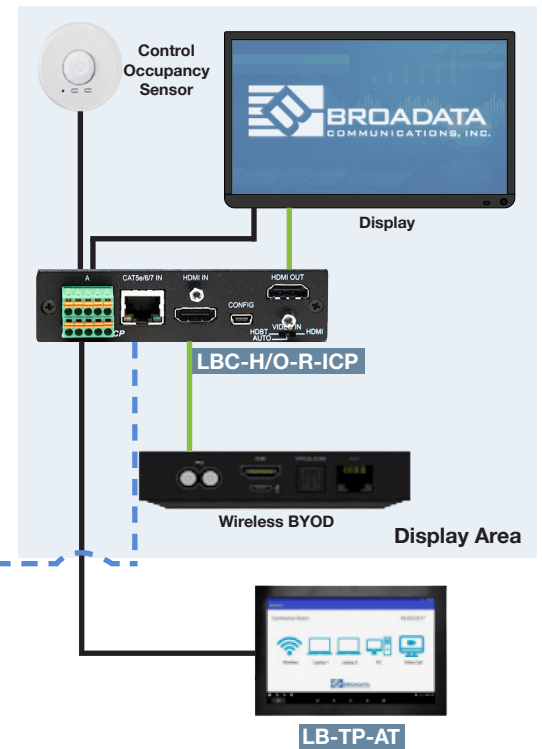 Control
Occupancy
Sensor
BROADATA
COMMUNICATIONS, INC.
Display
A
CAT5e/6/7 IN
HDMI IN
HDMI OUT
CONFIG
VIDEO IN
HDBT
HDMI
AUTO
CP
LBC-H/O-R-ICP
Wireless BYOD
Display Area
Conference Room
Wireless
Laptop 1
Laptop 2
PC
Video Call
BROADATA
LB-TP-AT